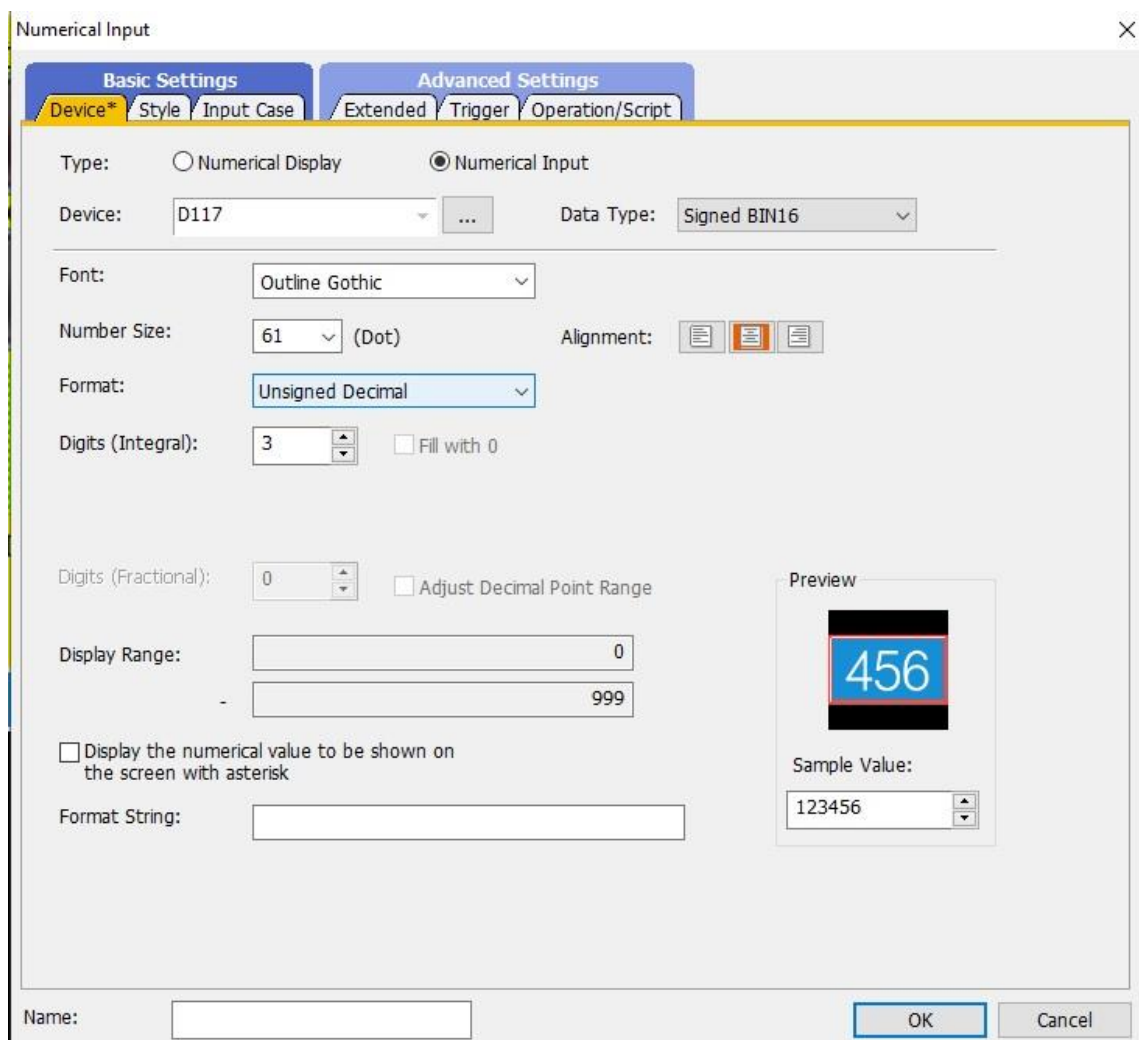 Numerical Input
Basic Settings Advanced Settings
Device* Style Input Case Extended Trigger Operation/Script
Type: Numerical Display Numerical Input
Device: D117 ... Data Type: Signed BIN16
Font: Outline Gothic
Number Size: 61 (Dot) Alignment:
Format: Unsigned Decimal
Digits (Integral): 3 Fill with 0
Digits (Fractional): 0 Adjust Decimal Point Range
Preview
456
Display Range: 0
- 999
Display the numerical value to be shown on
the screen with asterisk
Sample Value:
123456
Format String:
Name: OK Cancel